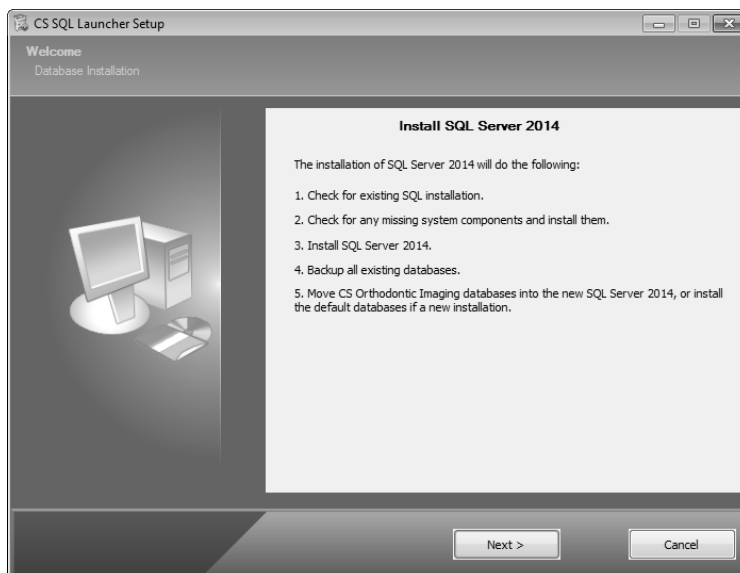 CS SQL Launcher Setup
Welcome
Database Installation
Install SQL Server 2014
The installation of SQL Server 2014 will do the following:
1. Check for existing SQL installation.
2. Check for any missing system components and install them.
3. Install SQL Server 2014.
4. Backup all existing databases.
5. Move CS Orthodontic Imaging databases into the new SQL Server 2014, or install
the default databases if a new installation.
Next >
Cancel